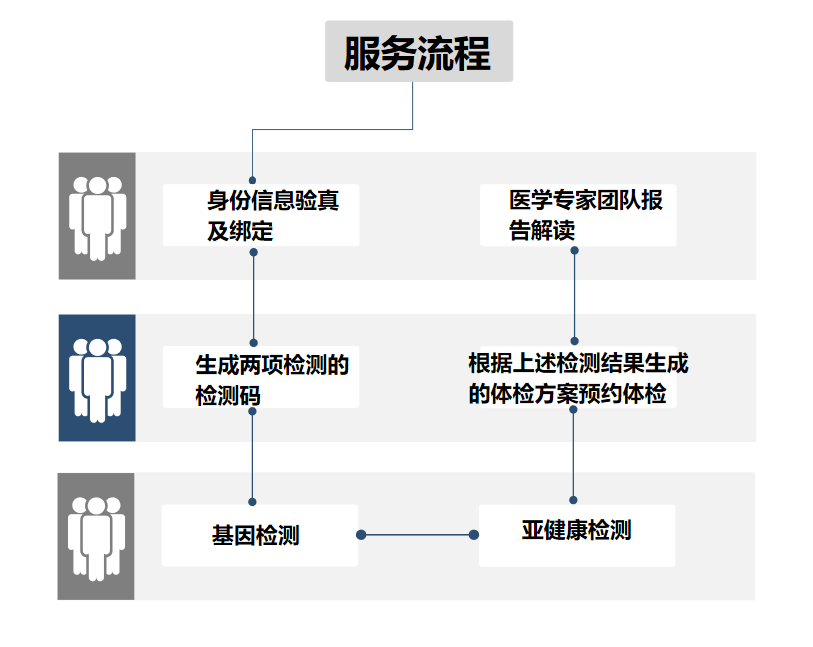 服务流程
身份信息验真
及绑定
医学专家团队报
告解读
生成两项检测的
检测码
根据上述检测结果生成
的体检方案预约体检
基因检测
亚健康检测